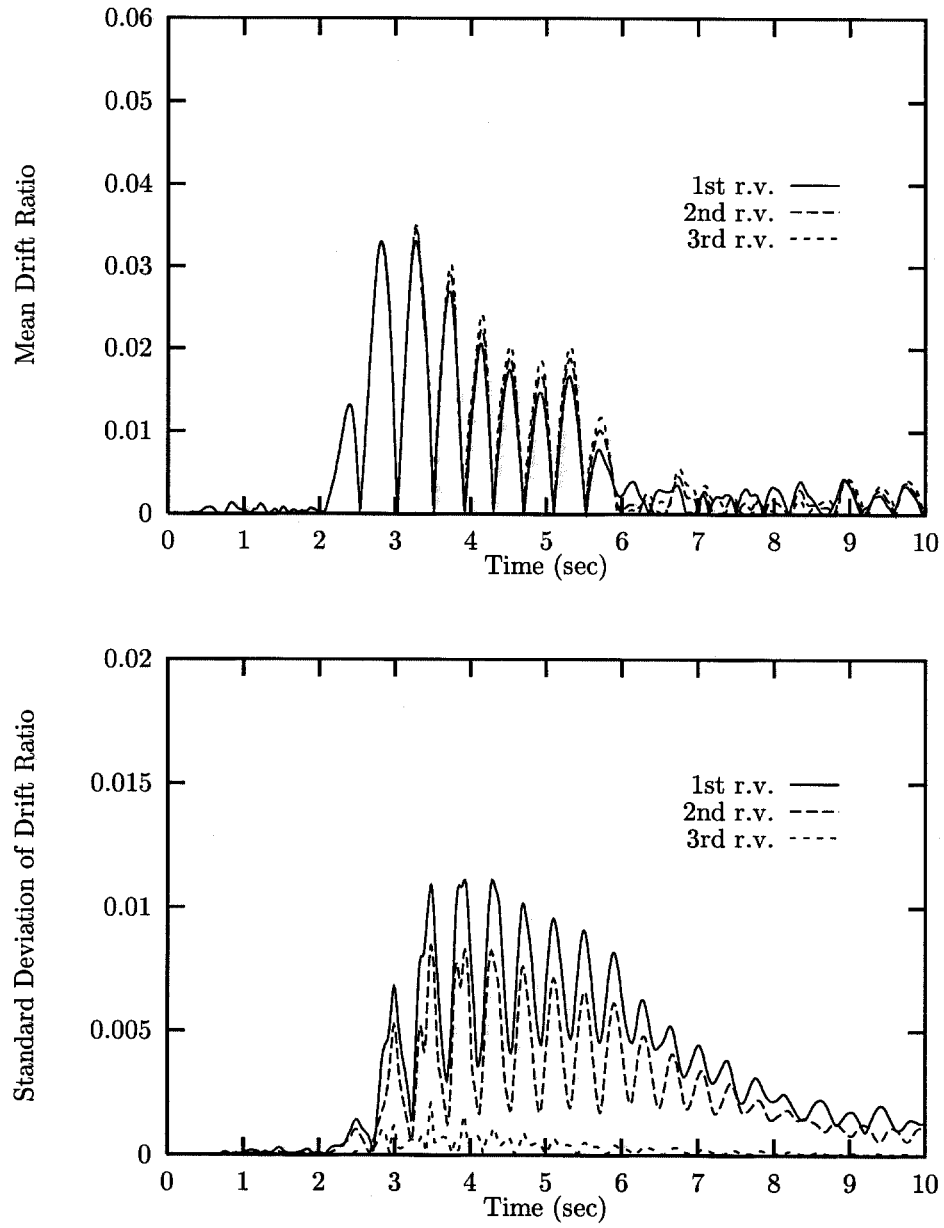 0.06
0.05
0.04
0.03
0.02
0.01
0
Mean Drift Ratio
1st r.v.
2nd r.v.
3rd r.v.
0 1 2 3 4 5 6 7 8 9 10
Time (sec)
0.02
0.015
0.01
0.005
0
Standard Deviation of Drift Ratio
1st r.v.
2nd r.v.
3rd r.v.
0 1 2 3 4 5 6 7 8 9 10
Time (sec)